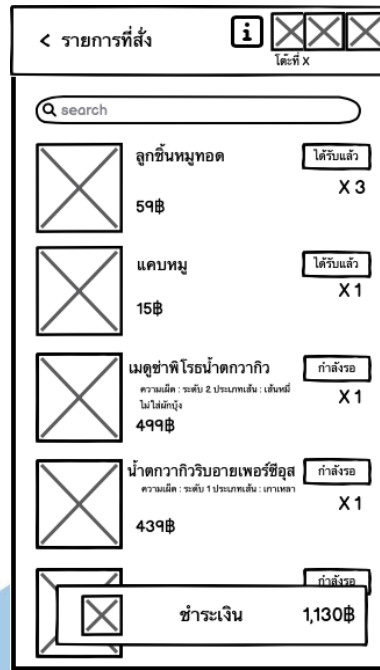 < รายการที่สั่ง
โต๊ะที่ X
search
ลูกชิ้นหมูทอด
ได้รับแล้ว
X 3
59฿
แคบหมู
ได้รับแล้ว
X 1
15฿
เมดูซ่าพิโรธน้ำตกวากิว
กำลังรอ
ความเผ็ด : ระดับ 2 ประเภทเส้น : เส้นหมี่
X 1
ไม่ใส่ผักบุ้ง
499฿
น้ำตกวากิวริบอายเพอร์ซีอุส
กำลังรอ
ความเผ็ด : ระดับ 1 ประเภทเส้น : เกาเหลา
X 1
439฿
กำลังรอ
ชำระเงิน 1,130฿